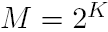 M = 2^K